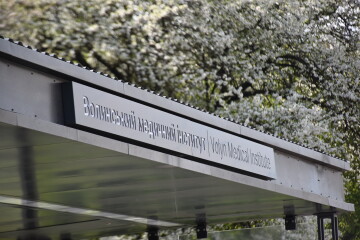 Волинський медичний інститут | Volyn Medical Institute